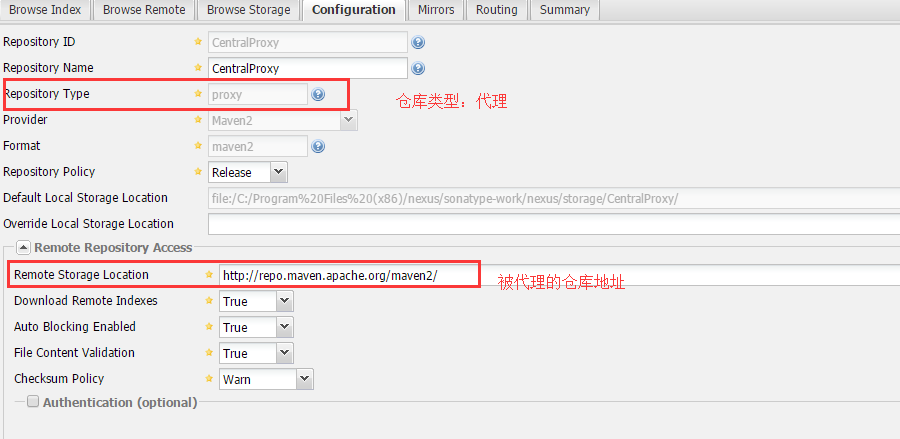 Browse Index Browse Remote Browse Storage Configuration Mirrors Routing Summary
Repository ID CentralProxy
Repository Name CentralProxy
Repository Type proxy 仓库类型：代理
Provider Maven2
Format maven2
Repository Policy Release
Default Local Storage Location file:/C:/Program%20Files%20(x86)/nexus/sonatype-work/nexus/storage/CentralProxy/
Override Local Storage Location
Remote Repository Access
Remote Storage Location http://repo.maven.apache.org/maven2/ 被代理的仓库地址
Download Remote Indexes True
Auto Blocking Enabled True
File Content Validation True
Checksum Policy Warn
Authentication (optional)